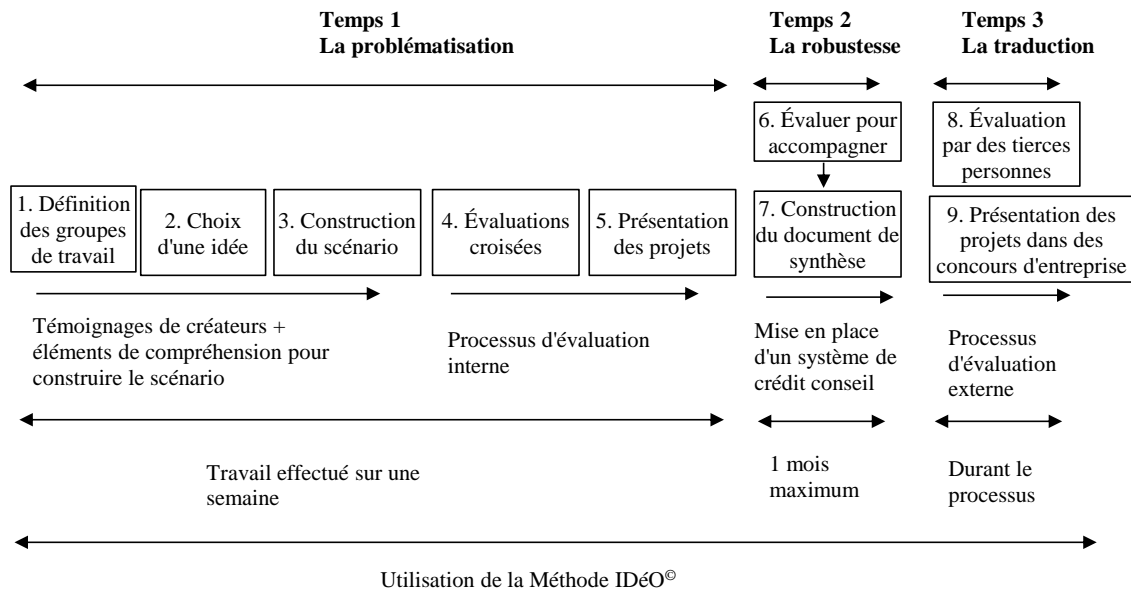 Temps 1
La problématisation
Temps 2
La robustesse
Temps 3
La traduction
1. Définition
des groupes
de travail
2. Choix
d'une idée
3. Construction
du scénario
4. Évaluations
croisées
5. Présentation
des projets
6. Évaluer pour
accompagner
7. Construction
du document de
synthèse
8. Évaluation
par des tierces
personnes
9. Présentation des
projets dans des
concours d'entreprise
Témoignages de créateurs +
éléments de compréhension pour
construire le scénario
Processus d'évaluation
interne
Mise en place
d'un système de
crédit conseil
Processus
d'évaluation
externe
Travail effectué sur une
semaine
1 mois
maximum
Durant le
processus
Utilisation de la Méthode IDéO©